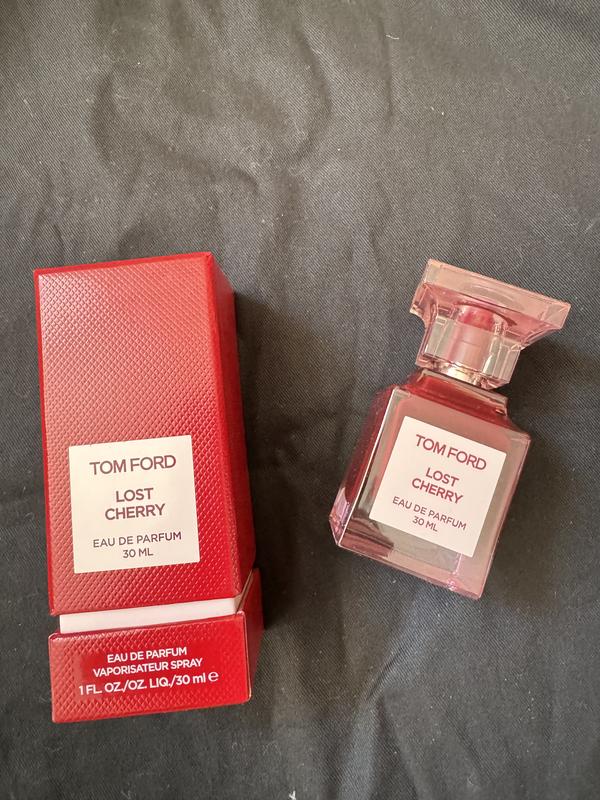 TOM FORD
LOST
CHERRY
EAU DE PARFUM
30 ML
EAU DE PARFUM
VAPORISATEUR SPRAY
1 FL. OZ./OZ. LIQ./30 ml ℮
TOM FORD
LOST
CHERRY
EAU DE PARFUM
30 ML